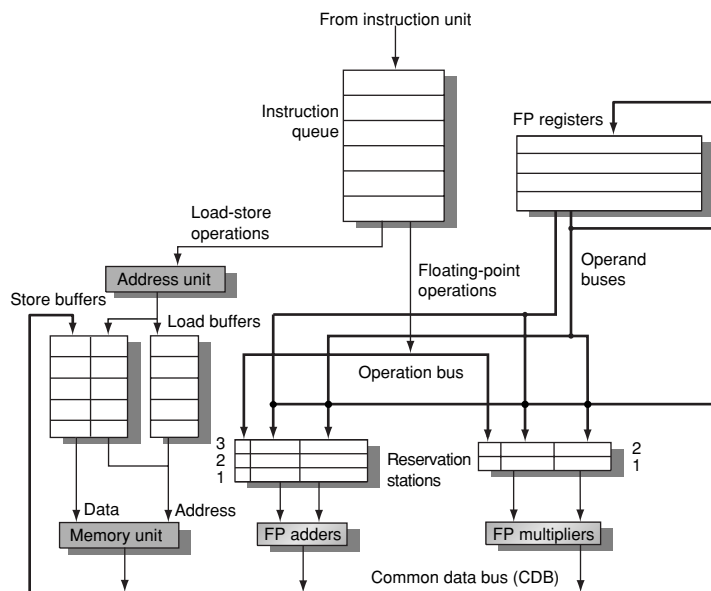 From instruction unit
Instruction
queue
FP registers
Load-store
operations
Address unit
Floating-point
operations
Operand
buses
Store buffers
Load buffers
Operation bus
3
2
1
Reservation
stations
2
1
Data
Address
Memory unit
FP adders
FP multipliers
Common data bus (CDB)